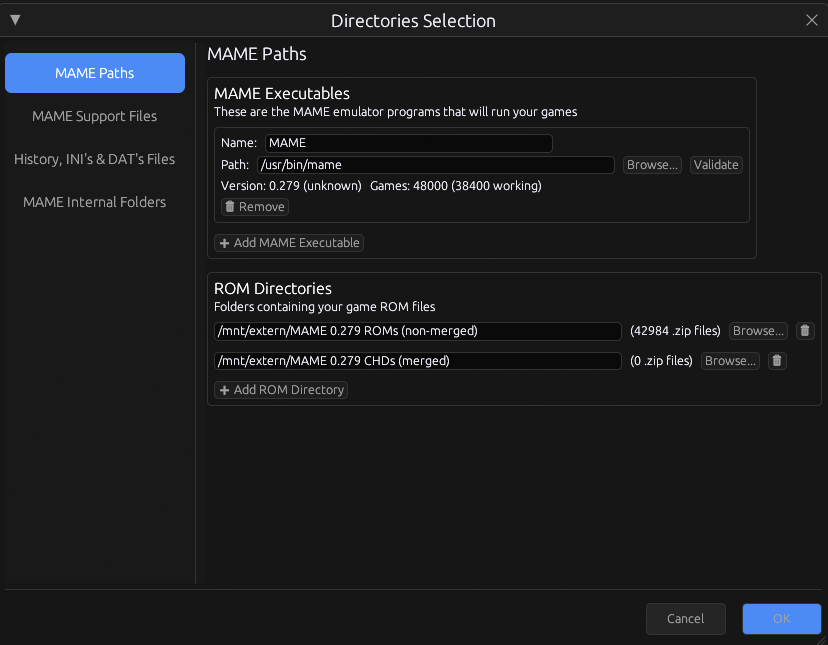 Directories Selection
MAME Paths
MAME Support Files
History, INI's & DAT's Files
MAME Internal Folders
MAME Paths
MAME Executables
These are the MAME emulator programs that will run your games
Name: MAME
Path: /usr/bin/mame Browse... Validate
Version: 0.279 (unknown) Games: 48000 (38400 working)
Remove
+ Add MAME Executable
ROM Directories
Folders containing your game ROM files
/mnt/extern/MAME 0.279 ROMs (non-merged) (42984 .zip files) Browse...
/mnt/extern/MAME 0.279 CHDs (merged) (0 .zip files) Browse...
+ Add ROM Directory
Cancel OK